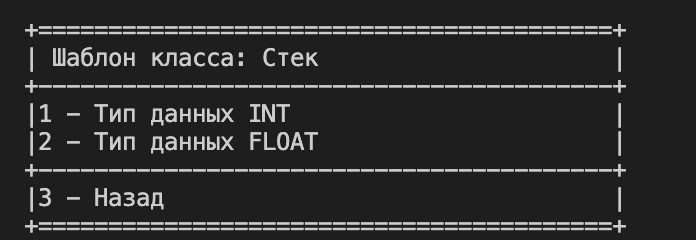 +=========================================+
| Шаблон класса: Стек                     |
+-----------------------------------------+
|1 - Тип данных INT                       |
|2 - Тип данных FLOAT                     |
+-----------------------------------------+
|3 - Назад                                |
+=========================================+